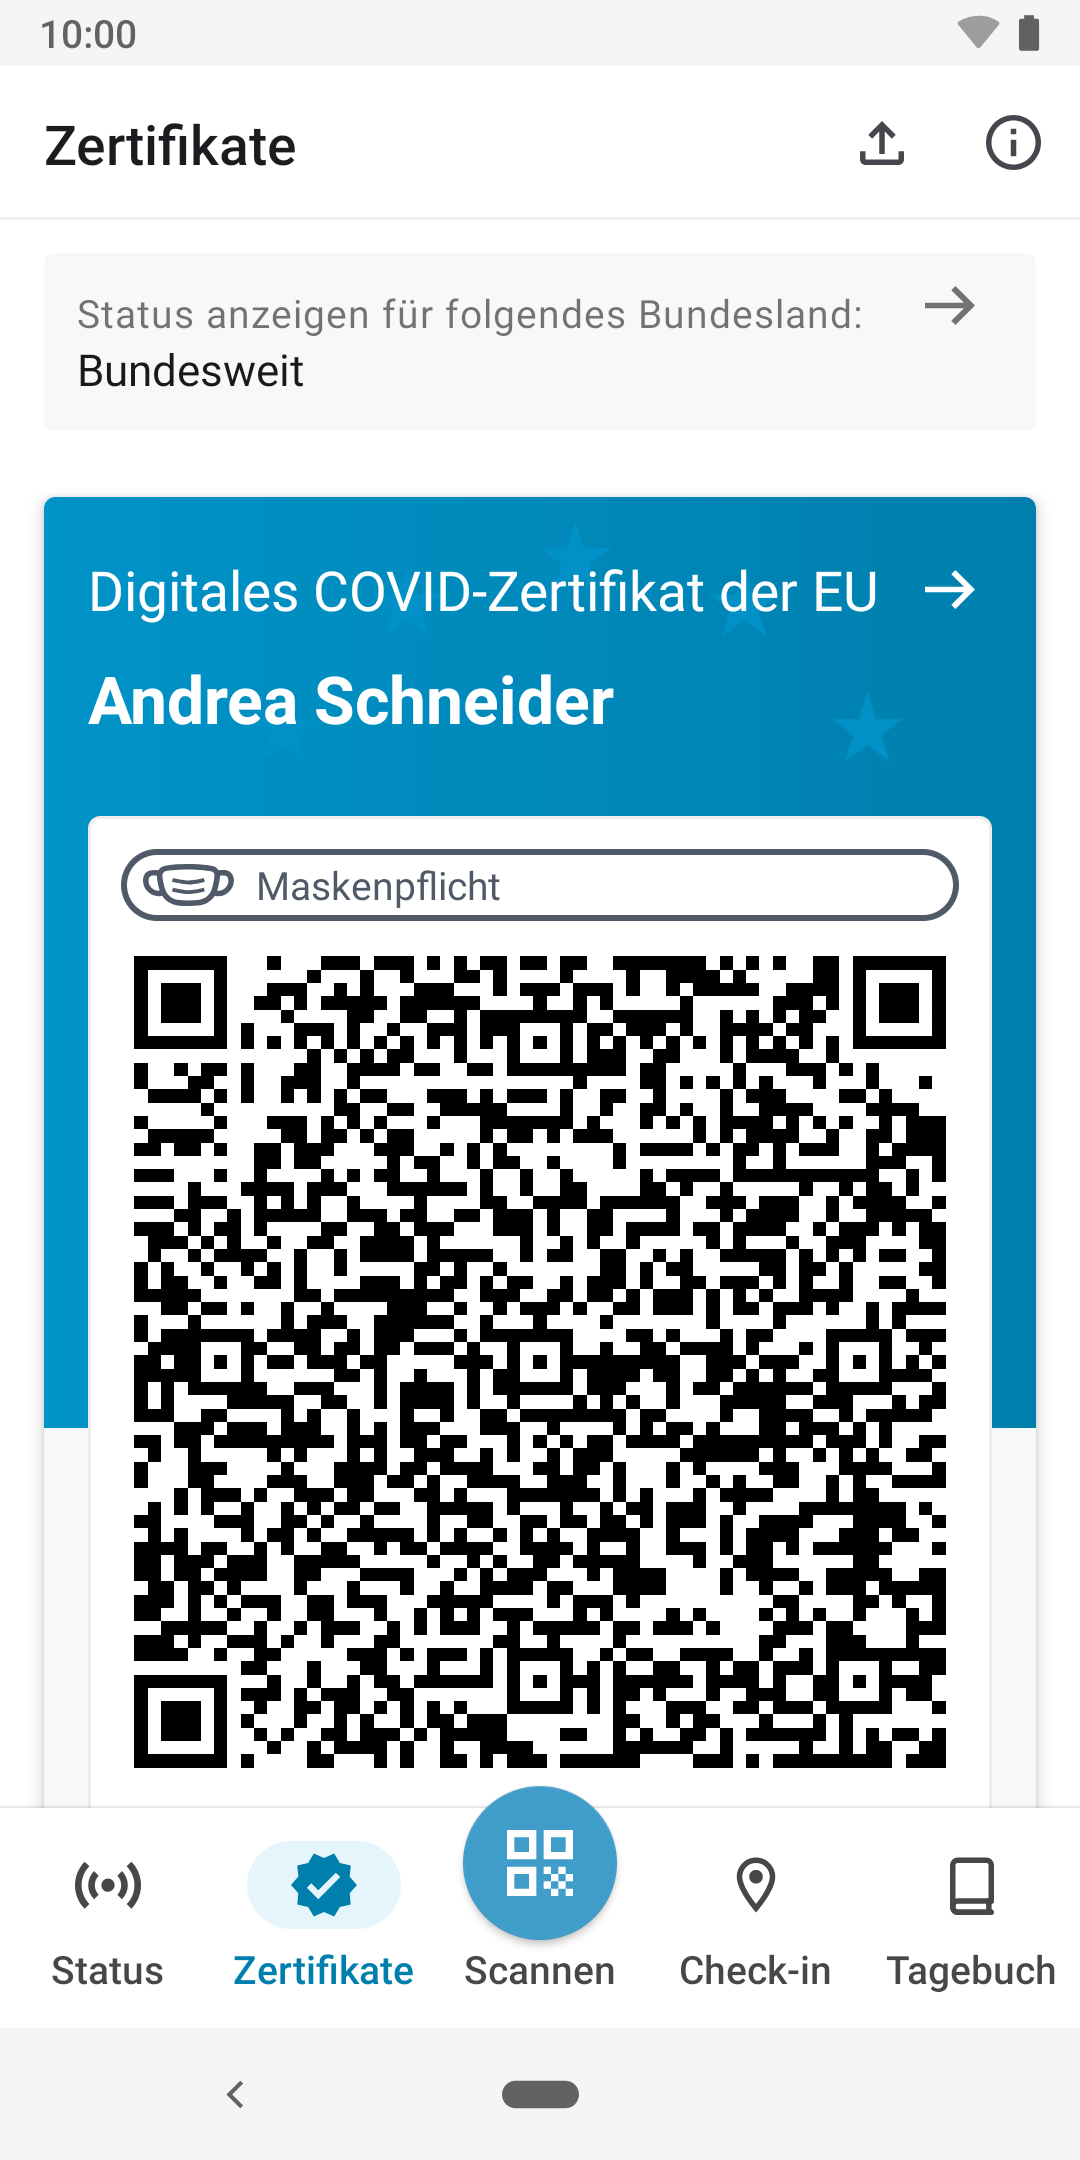 10:00
Zertifikate
Status anzeigen für folgendes Bundesland:
Bundesweit
Digitales COVID-Zertifikat der EU
Andrea Schneider
Maskenpflicht
Status
Zertifikate
Scannen
Check-in
Tagebuch